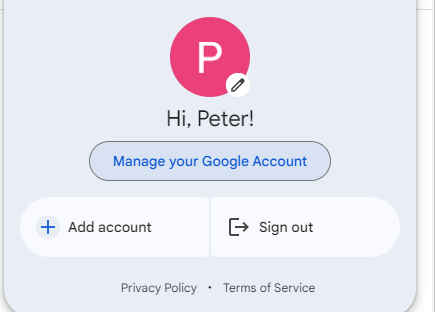 P
Hi, Peter!
Manage your Google Account
Add account
Sign out
Privacy Policy • Terms of Service